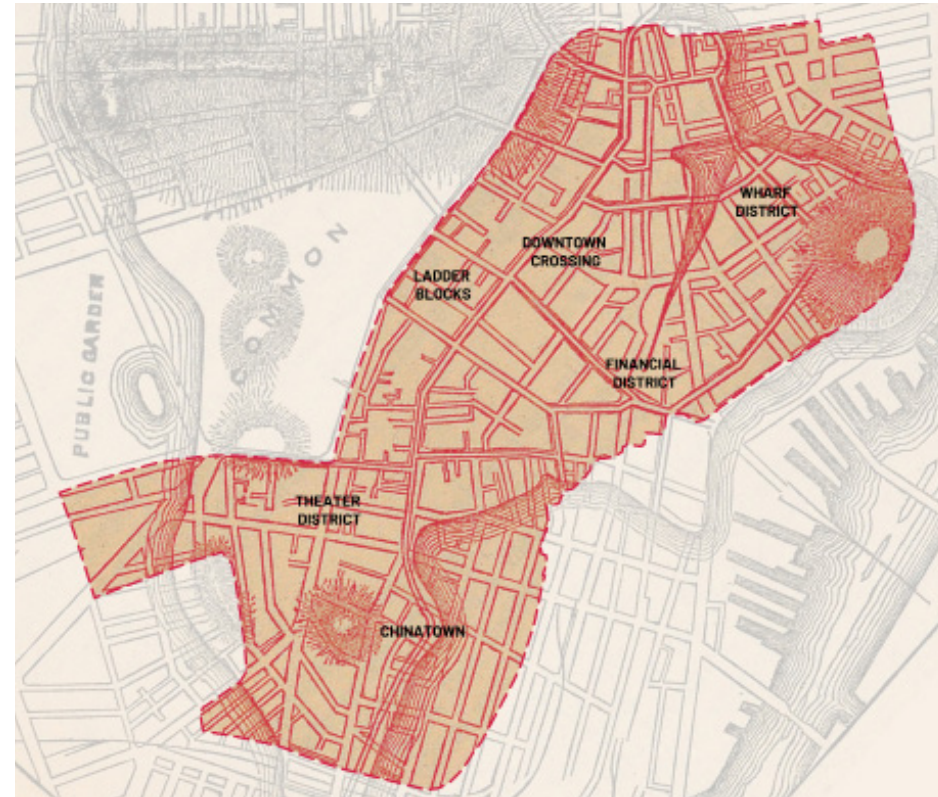 WHARF
DISTRICT
DOWNTOWN
CROSSING
LADDER
BLOCKS
COMMON
PUBLIC GARDEN
FINANCIAL
DISTRICT
THEATER
DISTRICT
CHINATOWN